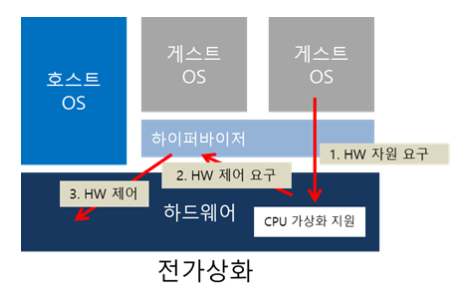 호스트
OS
게스트
OS
게스트
OS
하이퍼바이저
1. HW 자원 요구
2. HW 제어 요구
3. HW 제어
하드웨어
CPU 가상화 지원
전가상화